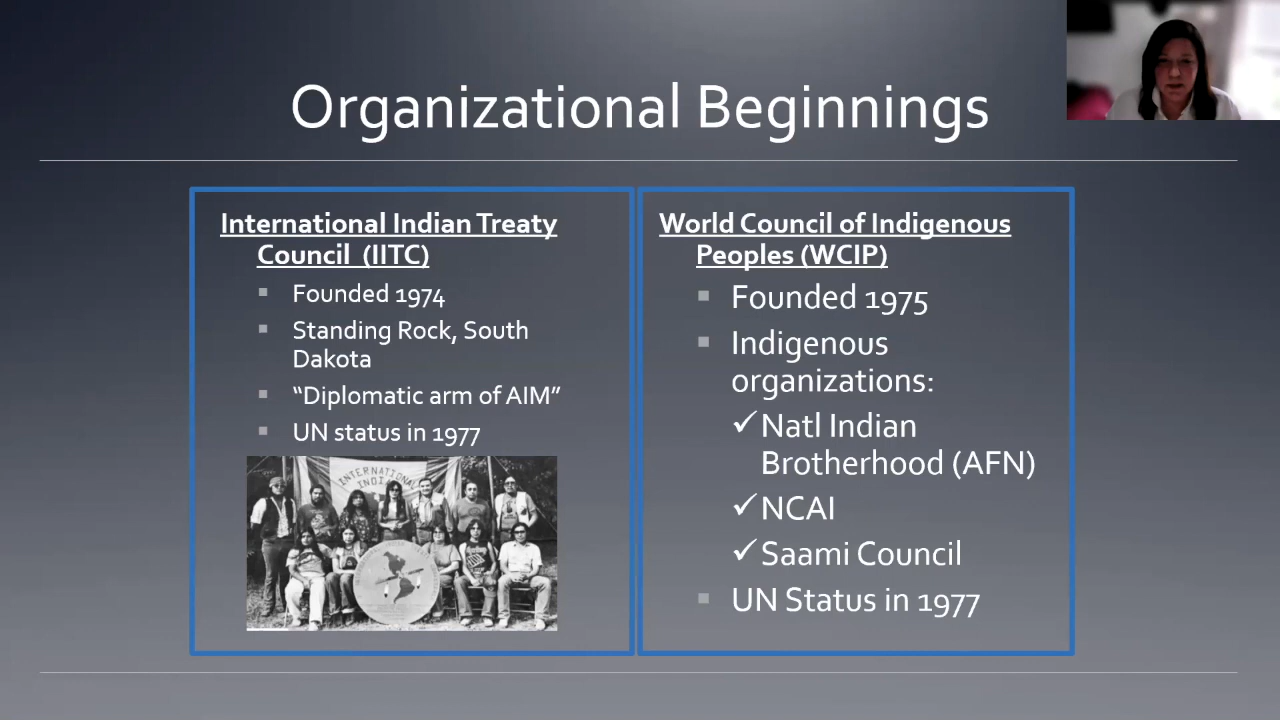 Organizational Beginnings
International Indian Treaty
Council (IITC)
Founded 1974
Standing Rock, South
Dakota
“Diplomatic arm of AIM”
UN status in 1977
INTERNATIONAL
INDI
World Council of Indigenous
Peoples (WCIP)
Founded 1975
Indigenous
organizations:
Natl Indian
Brotherhood (AFN)
NCAI
Saami Council
UN Status in 1977